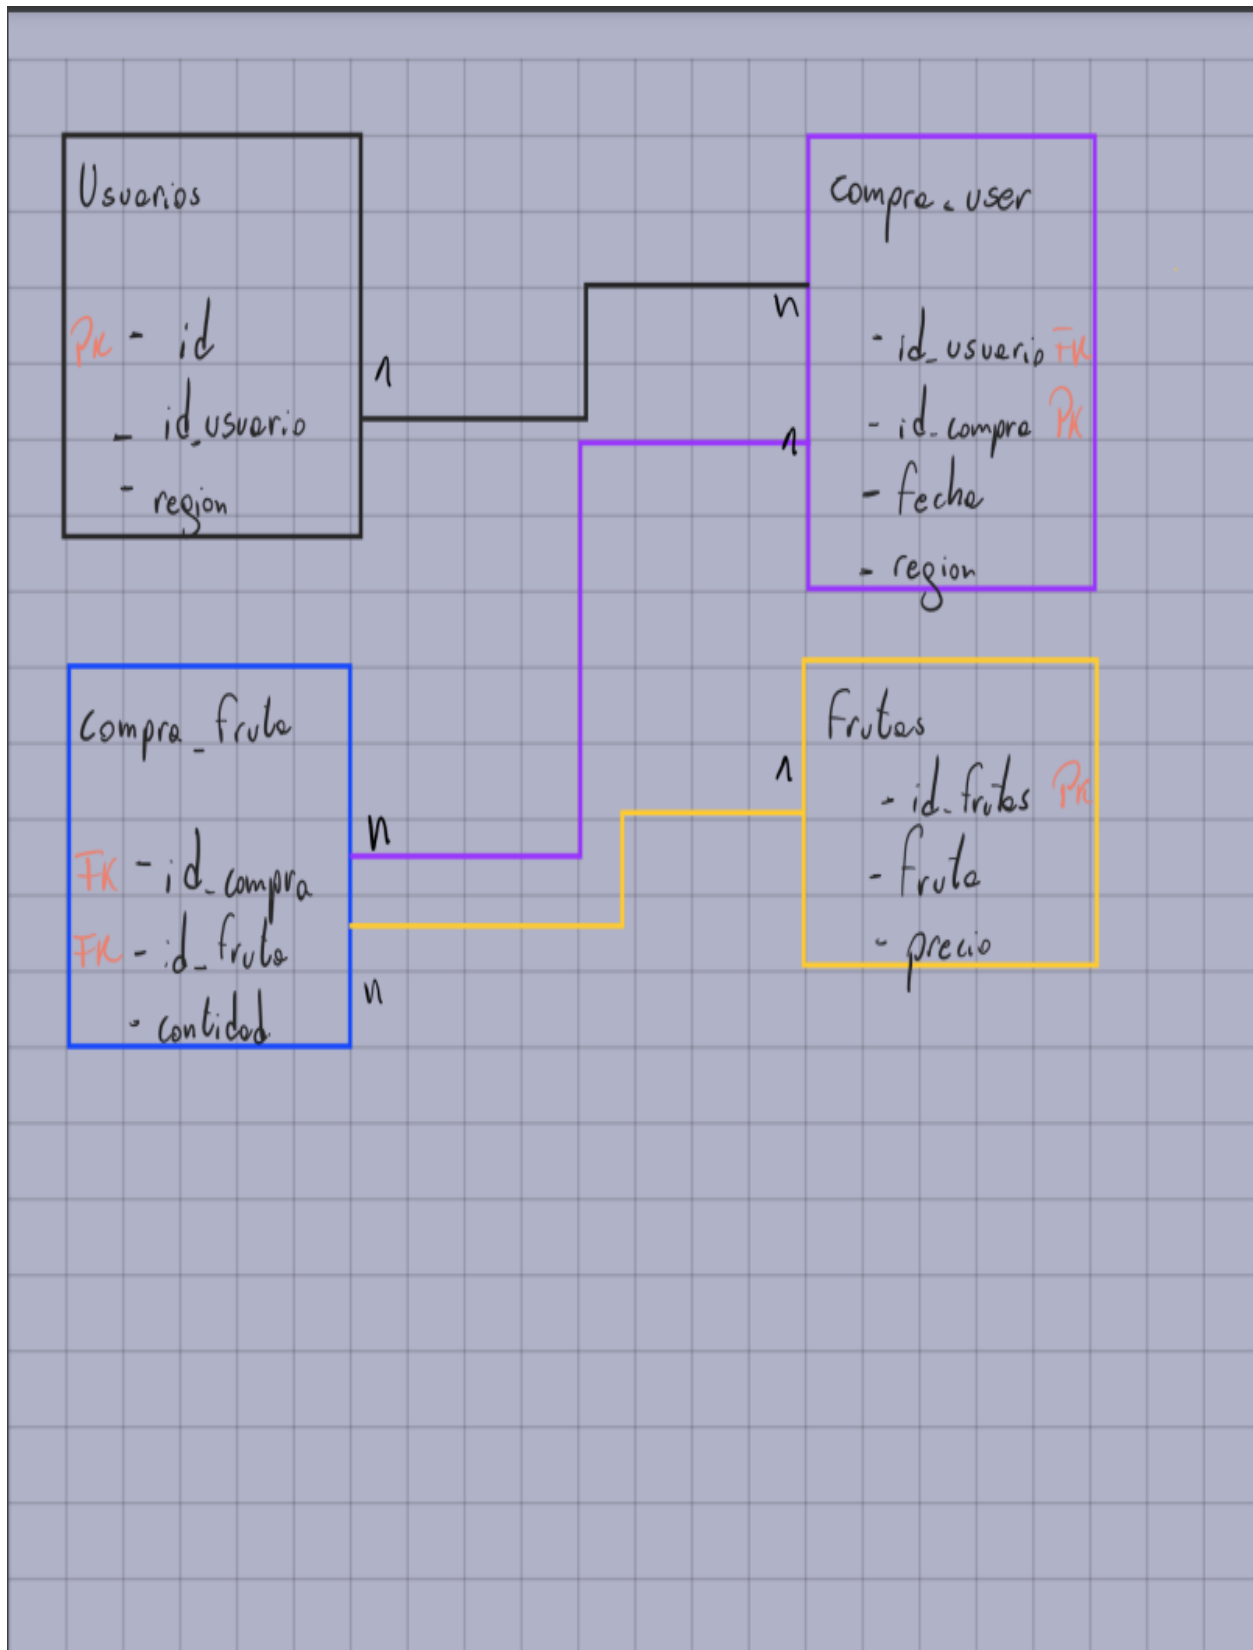 Usuarios
PK - id
1
- id_usuario
- region
compra_user
n
- id_usuario FK
- id_compra PK
1
- fecha
- region
compra_fruta
n
FK - id_compra
FK - id_fruta
n
- cantidad
frutas
1
- id_frutas PK
- fruta
- precio